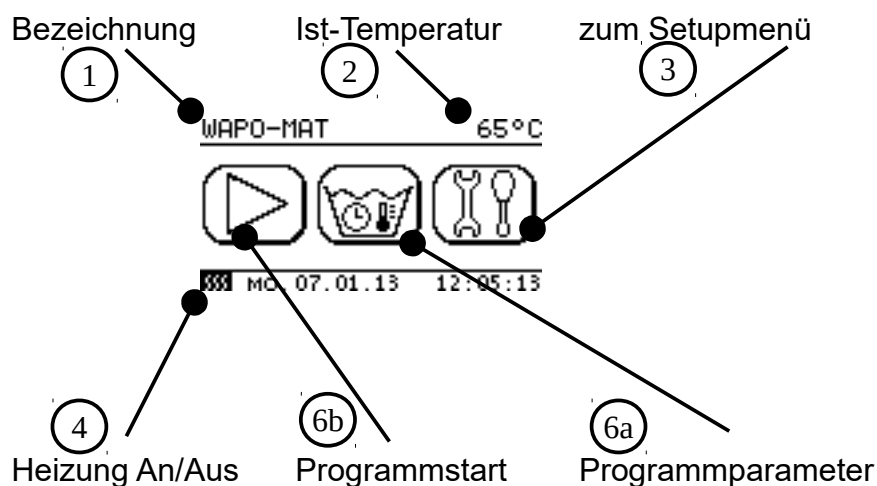 Bezeichnung Ist-Temperatur zum Setupmenü
1 2 3
WAPO-MAT 65°C
MO. 07.01.13 12:05:13
4 6b 6a
Heizung An/Aus Programmstart Programmparameter